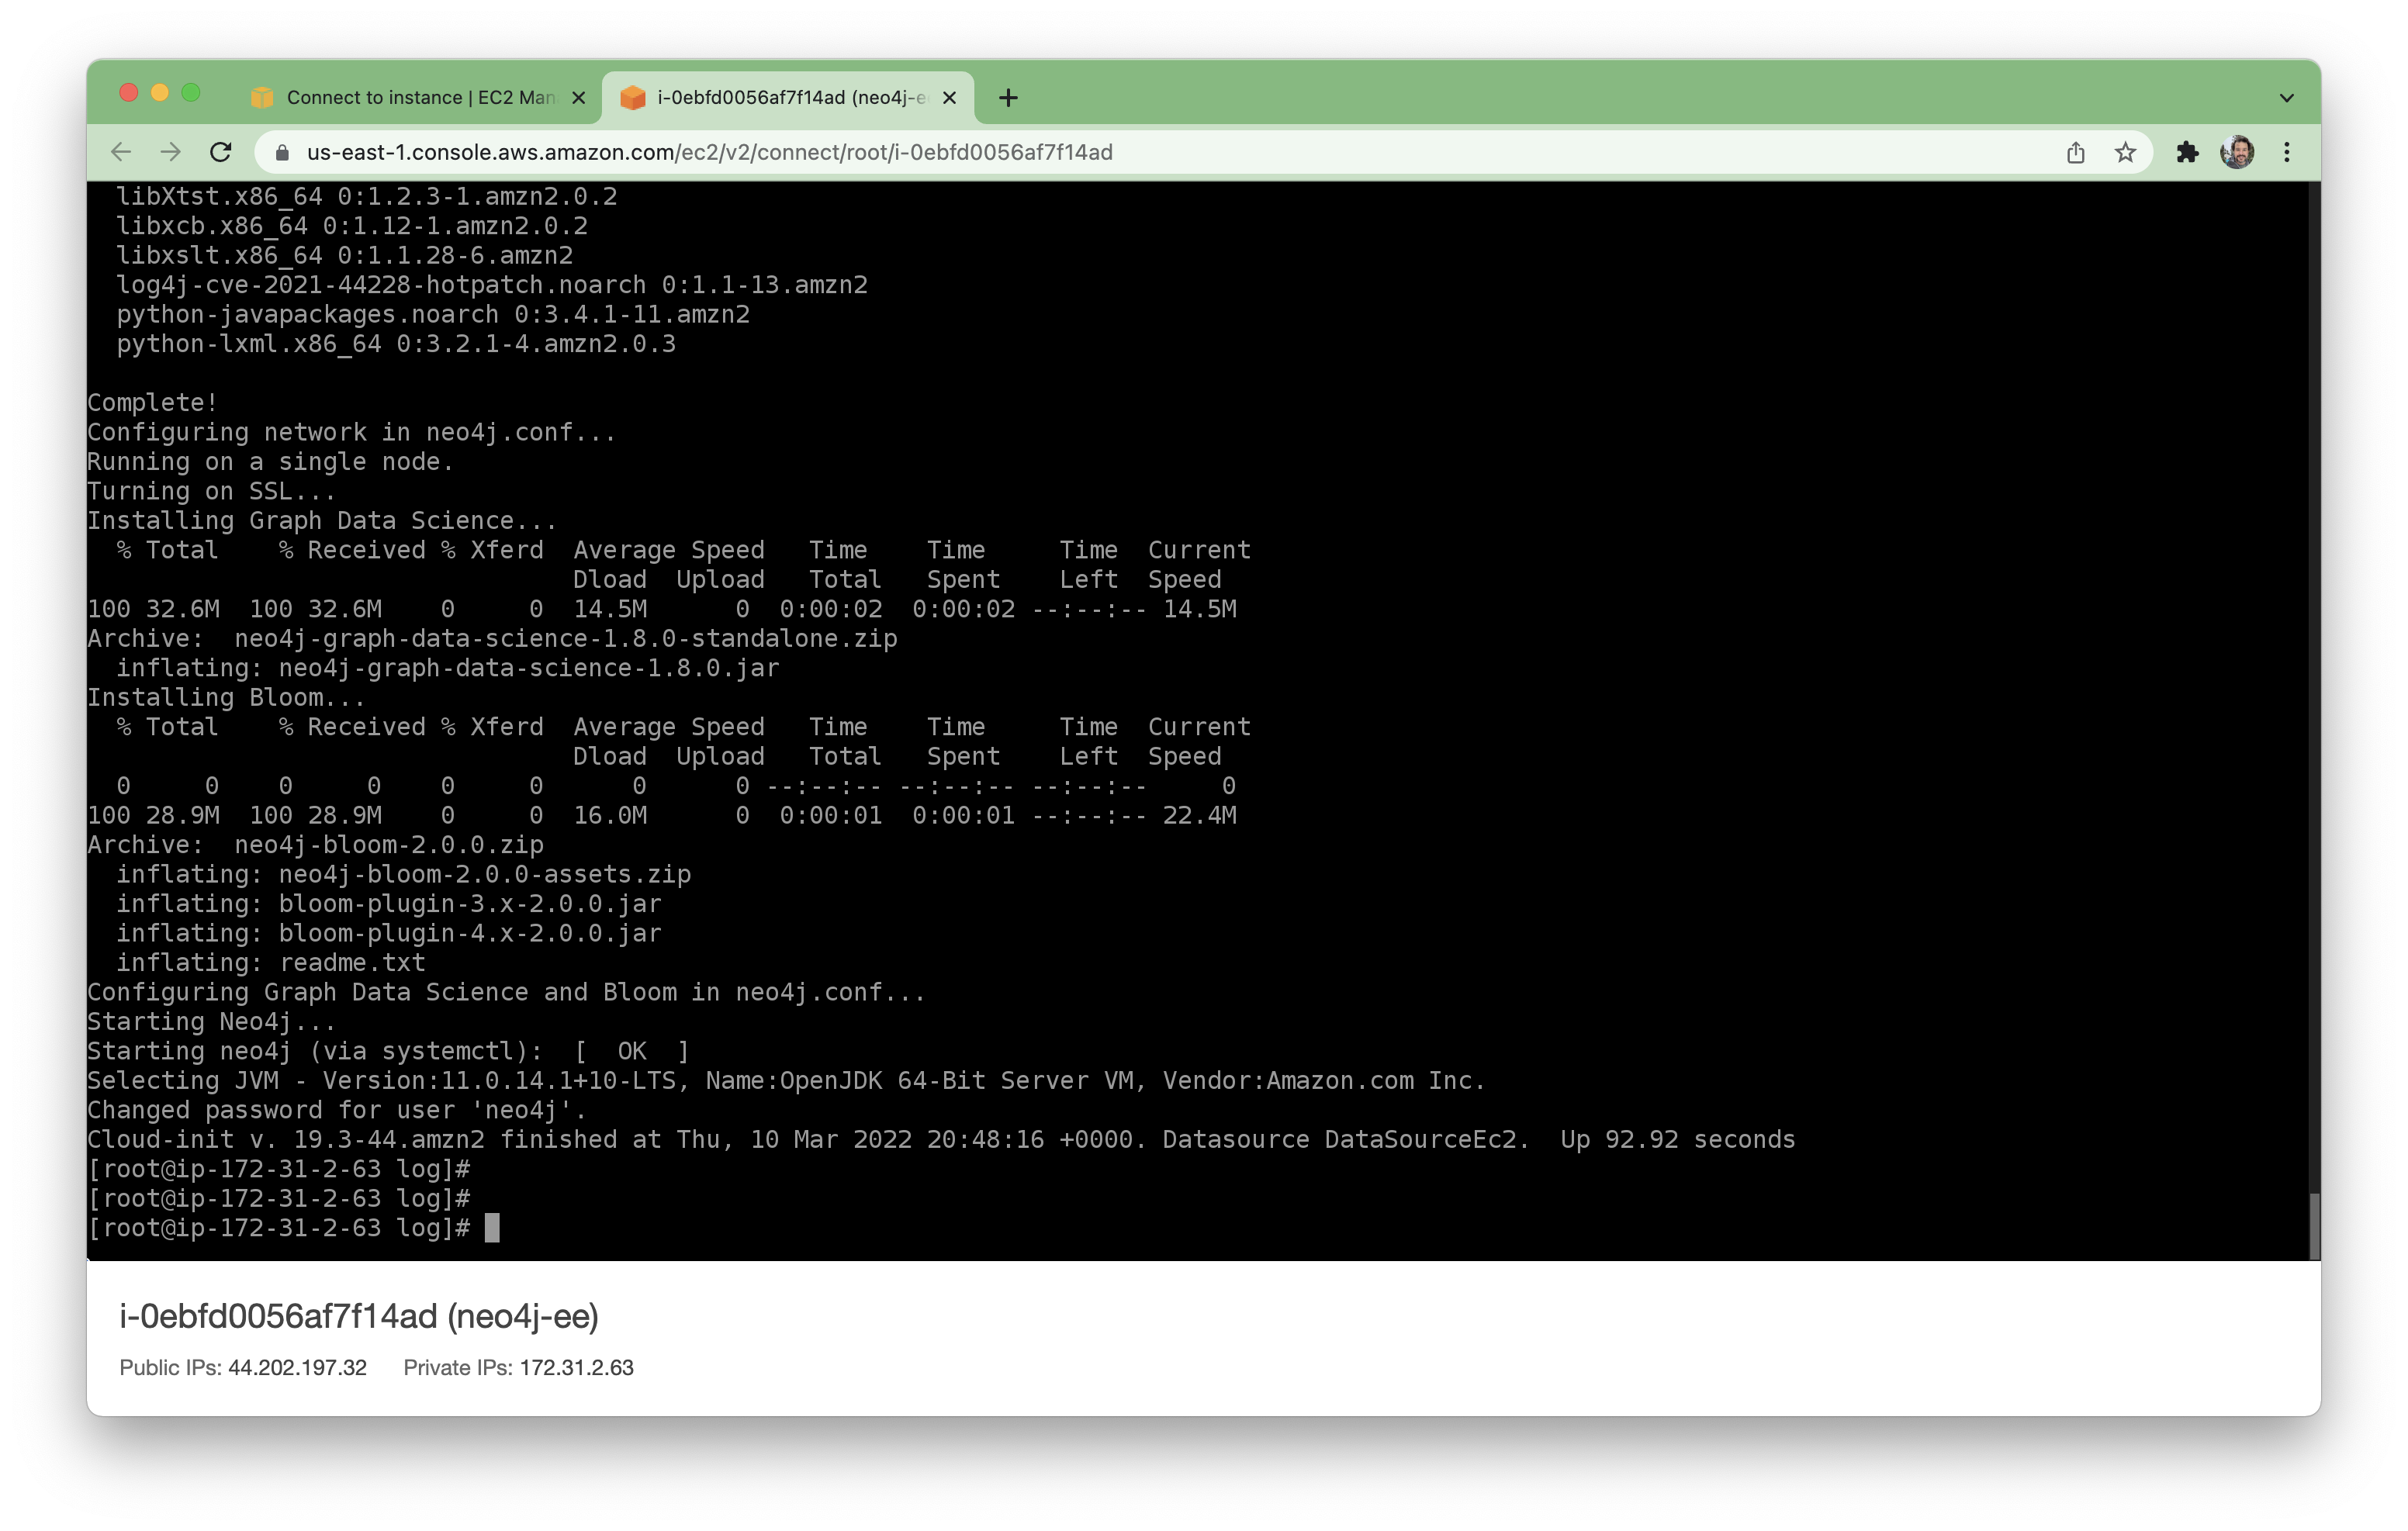 Connect to instance | EC2 Man
i-0ebfd0056af7f14ad (neo4j-e
us-east-1.console.aws.amazon.com/ec2/v2/connect/root/i-0ebfd0056af7f14ad
libXtst.x86_64 0:1.2.3-1.amzn2.0.2
libxcb.x86_64 0:1.12-1.amzn2.0.2
libxslt.x86_64 0:1.1.28-6.amzn2
log4j-cve-2021-44228-hotpatch.noarch 0:1.1-13.amzn2
python-javapackages.noarch 0:3.4.1-11.amzn2
python-lxml.x86_64 0:3.2.1-4.amzn2.0.3
Complete!
Configuring network in neo4j.conf...
Running on a single node.
Turning on SSL...
Installing Graph Data Science...
  % Total    % Received % Xferd  Average Speed   Time    Time     Time  Current
                                 Dload  Upload   Total   Spent    Left  Speed
100 32.6M  100 32.6M    0     0  14.5M      0  0:00:02  0:00:02 --:--:-- 14.5M
Archive:  neo4j-graph-data-science-1.8.0-standalone.zip
  inflating: neo4j-graph-data-science-1.8.0.jar
Installing Bloom...
  % Total    % Received % Xferd  Average Speed   Time    Time     Time  Current
                                 Dload  Upload   Total   Spent    Left  Speed
  0     0    0     0    0     0      0      0 --:--:-- --:--:-- --:--:--     0
100 28.9M  100 28.9M    0     0  16.0M      0  0:00:01  0:00:01 --:--:-- 22.4M
Archive:  neo4j-bloom-2.0.0.zip
  inflating: neo4j-bloom-2.0.0-assets.zip
  inflating: bloom-plugin-3.x-2.0.0.jar
  inflating: bloom-plugin-4.x-2.0.0.jar
  inflating: readme.txt
Configuring Graph Data Science and Bloom in neo4j.conf...
Starting Neo4j...
Starting neo4j (via systemctl):  [  OK  ]
Selecting JVM - Version:11.0.14.1+10-LTS, Name:OpenJDK 64-Bit Server VM, Vendor:Amazon.com Inc.
Changed password for user 'neo4j'.
Cloud-init v. 19.3-44.amzn2 finished at Thu, 10 Mar 2022 20:48:16 +0000. Datasource DataSourceEc2.  Up 92.92 seconds
[root@ip-172-31-2-63 log]#
[root@ip-172-31-2-63 log]#
[root@ip-172-31-2-63 log]#
i-0ebfd0056af7f14ad (neo4j-ee)
Public IPs: 44.202.197.32 Private IPs: 172.31.2.63